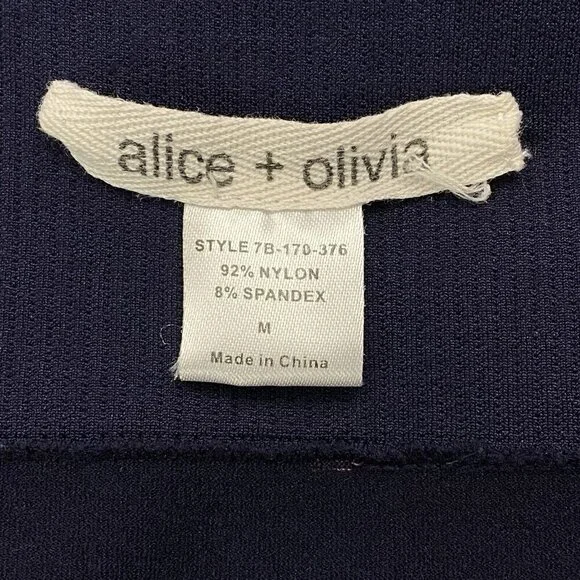 alice + olivia
STYLE 7B-170-376
92% NYLON
8% SPANDEX
M
Made in China